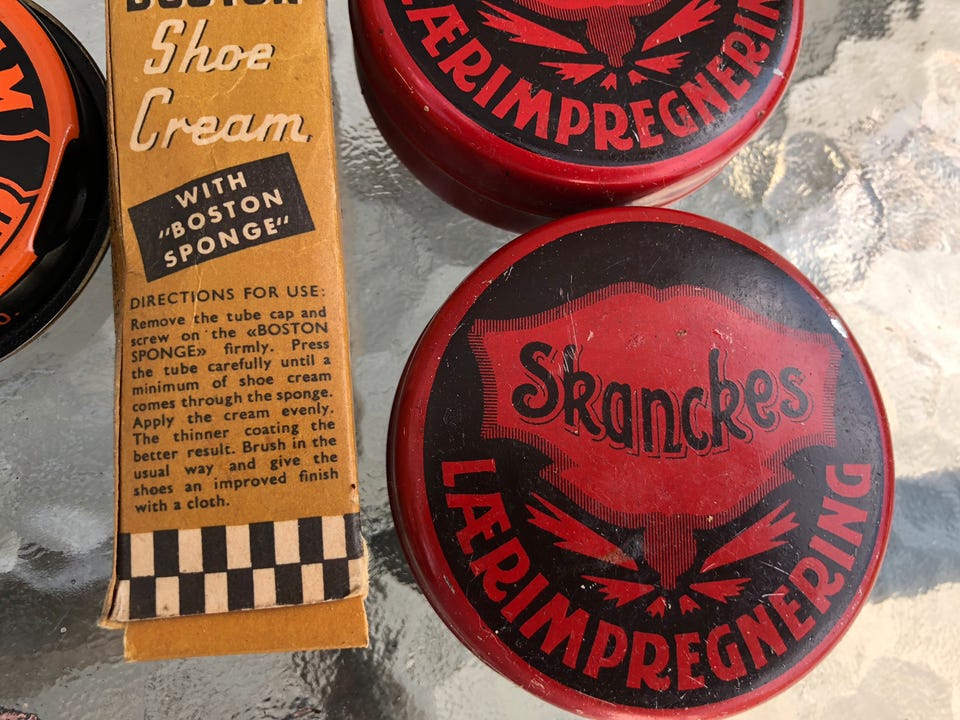 BOSTON
Shoe
Cream
WITH
"BOSTON
SPONGE"
DIRECTIONS FOR USE:
Remove the tube cap and
screw on the «BOSTON
SPONGE» firmly. Press
the tube carefully until a
minimum of shoe cream
comes through the sponge.
Apply the cream evenly.
The thinner coating the
better result. Brush in the
usual way and give the
shoes an improved finish
with a cloth.
LÆRIMPREGNERING
Skanckes
LÆRIMPREGNERING